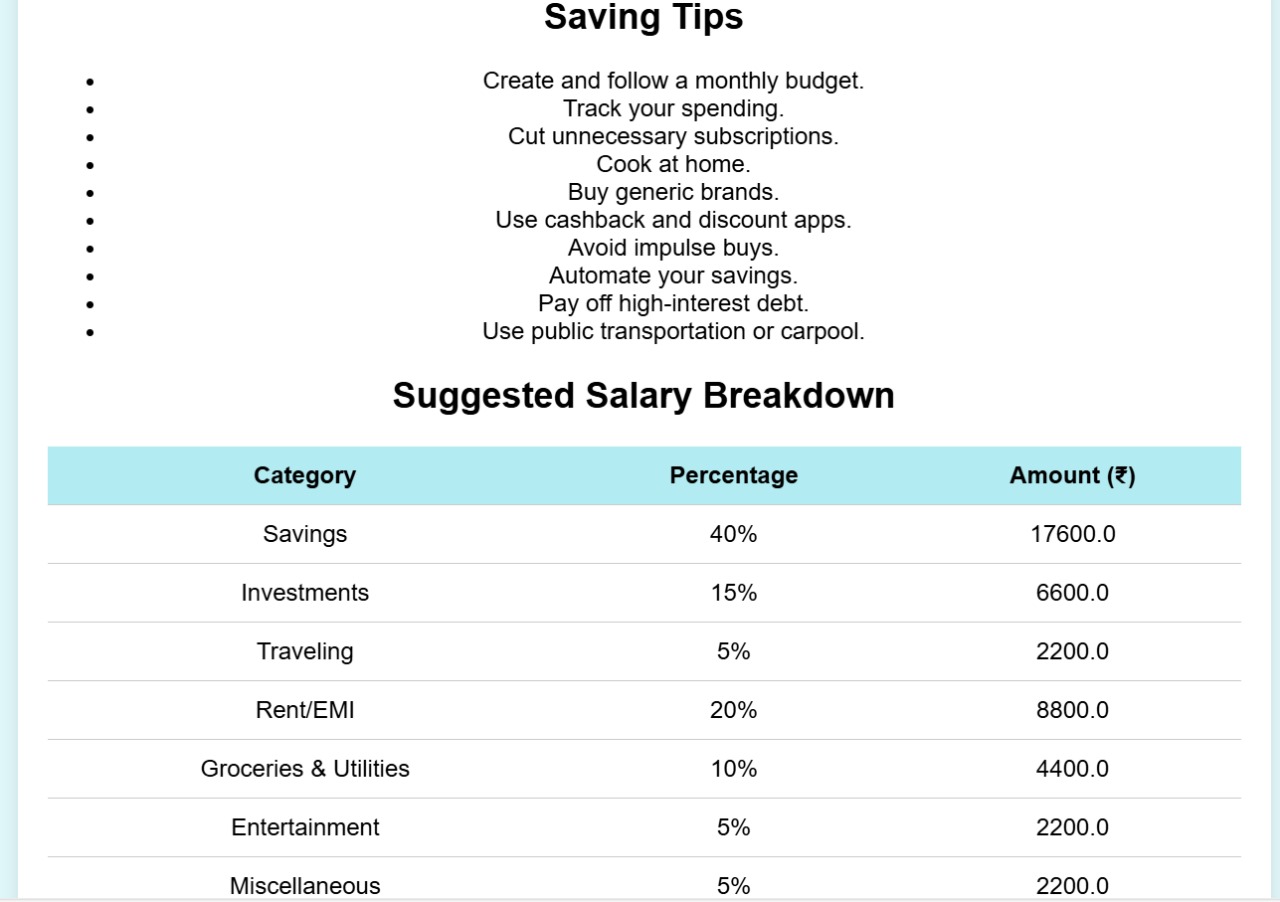 Saving Tips
Create and follow a monthly budget.
Track your spending.
Cut unnecessary subscriptions.
Cook at home.
Buy generic brands.
Use cashback and discount apps.
Avoid impulse buys.
Automate your savings.
Pay off high-interest debt.
Use public transportation or carpool.
Suggested Salary Breakdown
Category Percentage Amount (₹)
Savings 40% 17600.0
Investments 15% 6600.0
Traveling 5% 2200.0
Rent/EMI 20% 8800.0
Groceries & Utilities 10% 4400.0
Entertainment 5% 2200.0
Miscellaneous 5% 2200.0